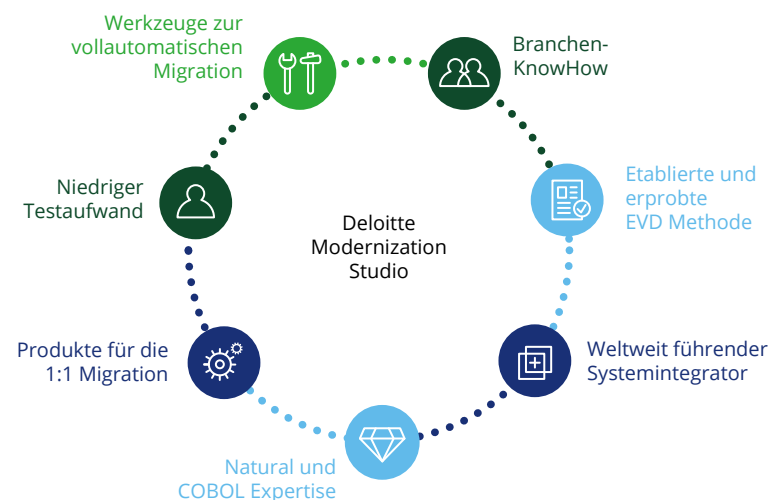 Werkzeuge zur
vollautomatischen
Migration
Branchen-
KnowHow
Etablierte und
erprobte
EVD Methode
Niedriger
Testaufwand
Deloitte
Modernization
Studio
Weltweit führender
Systemintegrator
Produkte für die
1:1 Migration
Natural und
COBOL Expertise